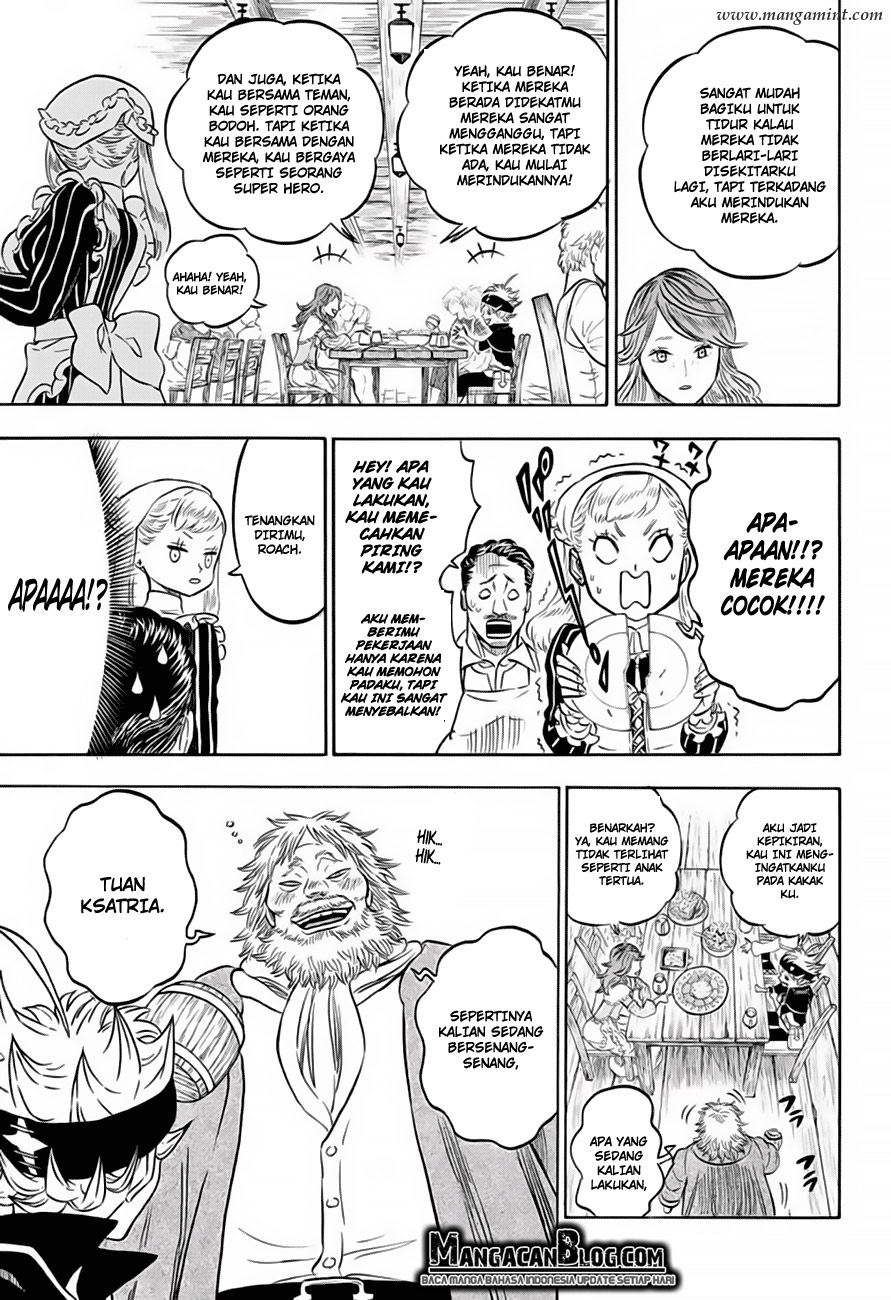 www.mangamint.com
SANGAT MUDAH
BAGIKU UNTUK
TIDUR KALAU
MEREKA TIDAK
BERLARI-LARI
DISEKITARKU
LAGI, TAPI TERKADANG
AKU MERINDUKAN
MEREKA.
YEAH, KAU BENAR!
KETIKA MEREKA
BERADA DIDEKATMU
MEREKA SANGAT
MENGGANGGU, TAPI
KETIKA MEREKA TIDAK
ADA, KAU MULAI
MERINDUKANNYA!
DAN JUGA, KETIKA
KAU BERSAMA TEMAN,
KAU SEPERTI ORANG
BODOH. TAPI KETIKA
KAU BERSAMA DENGAN
MEREKA, KAU BERGAYA
SEPERTI SEORANG
SUPER HERO.
AHAHA! YEAH,
KAU BENAR!
APA-
APAAN!!?
MEREKA
COCOK!!!!
HEY! APA
YANG KAU
LAKUKAN,
KAU MEME-
CAHKAN
PIRING
KAMI!?
AKU MEM-
BERIMU
PEKERJAAN
HANYA KARENA
KAU MEMOHON
PADAKU, TAPI
KAU INI SANGAT
MENYEBALKAN!
TENANGKAN
DIRIMU,
ROACH.
APAAAA!?
AKU JADI
KEPIKIRAN,
KAU INI MENG-
INGATKANKU
PADA KAKAK
KU.
BENARKAH?
YA, KAU MEMANG
TIDAK TERLIHAT
SEPERTI ANAK
TERTUA.
APA YANG
SEDANG
KALIAN
LAKUKAN,
HIK...
HIK...
SEPERTINYA
KALIAN SEDANG
BERSENANG-
SENANG,
TUAN
KSATRIA.
MANGACANBLOG.COM
BACA MANGA BAHASA INDONESIA UPDATE SETIAP HARI